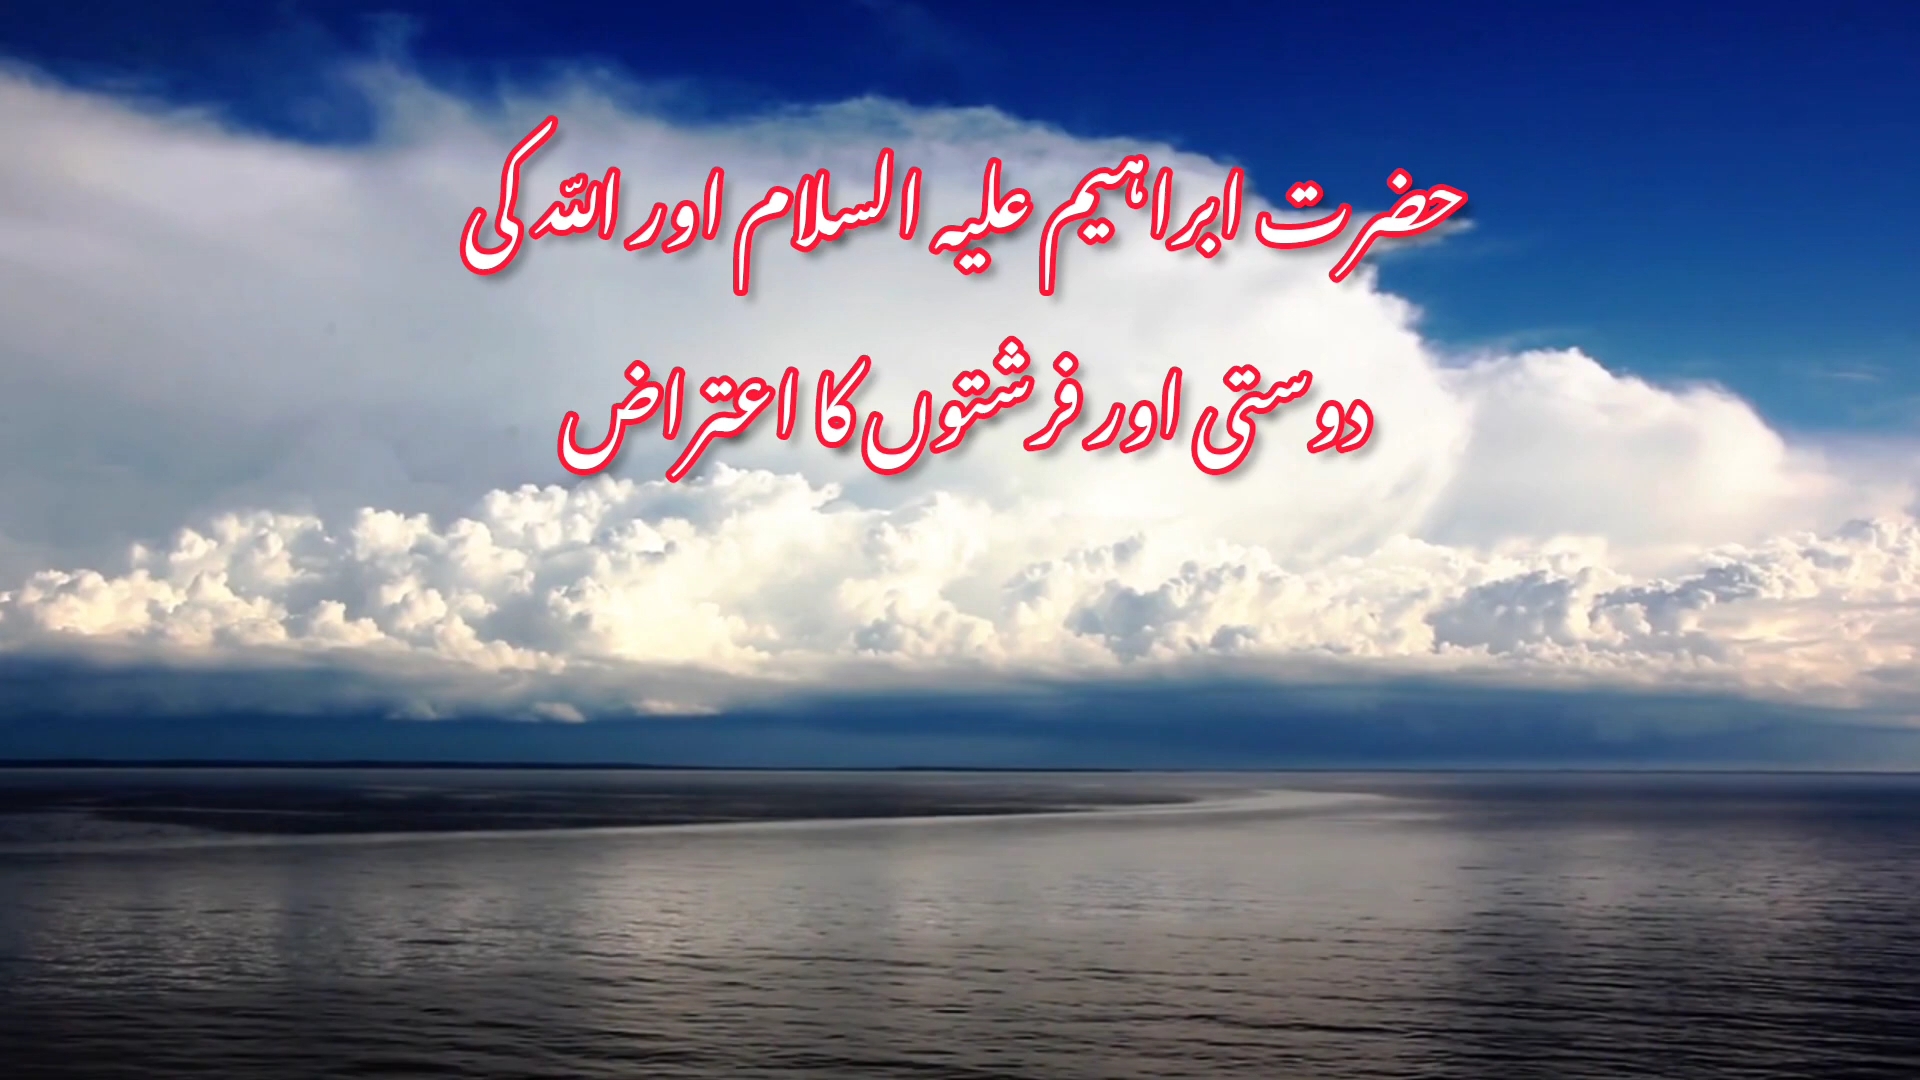 حضرت ابراہیم علیہ السلام اور اللہ کی
دوستی اور فرشتوں کا اعتراض